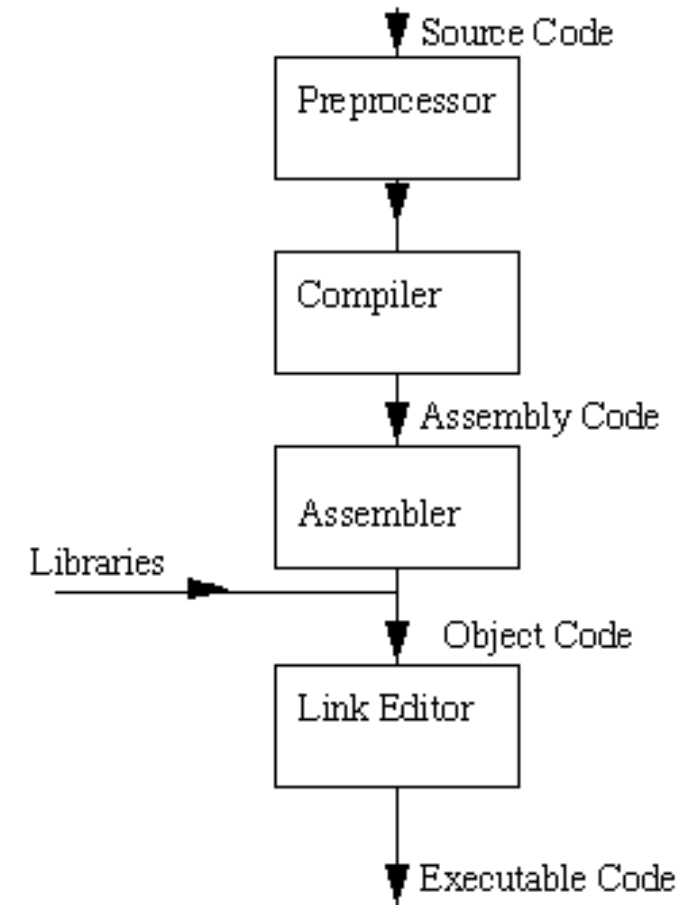 Source Code
Preprocessor
Compiler
Assembly Code
Assembler
Libraries
Object Code
Link Editor
Executable Code